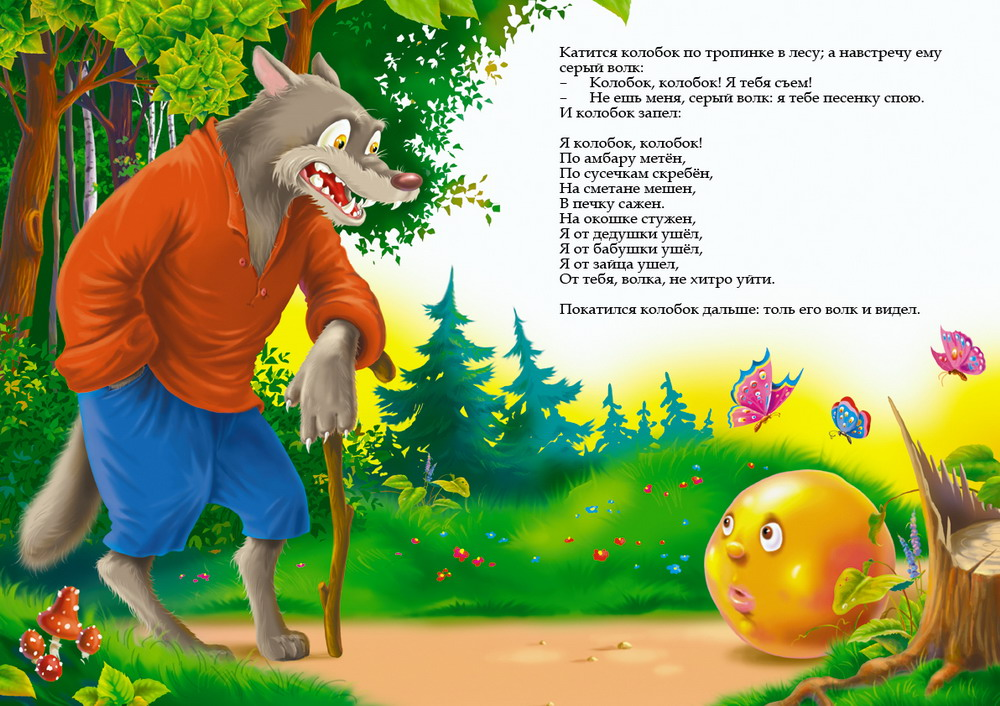 Катится колобок по тропинке в лесу; а навстречу ему
серый волк:
– Колобок, колобок! Я тебя съем!
– Не ешь меня, серый волк: я тебе песенку спою.
И колобок запел:
Я колобок, колобок!
По амбару метён,
По сусечкам скребён,
На сметане мешен,
В печку сажен.
На окошке стужен,
Я от дедушки ушёл,
Я от бабушки ушёл,
Я от зайца ушел,
От тебя, волка, не хитро уйти.
Покатился колобок дальше: толь его волк и видел.